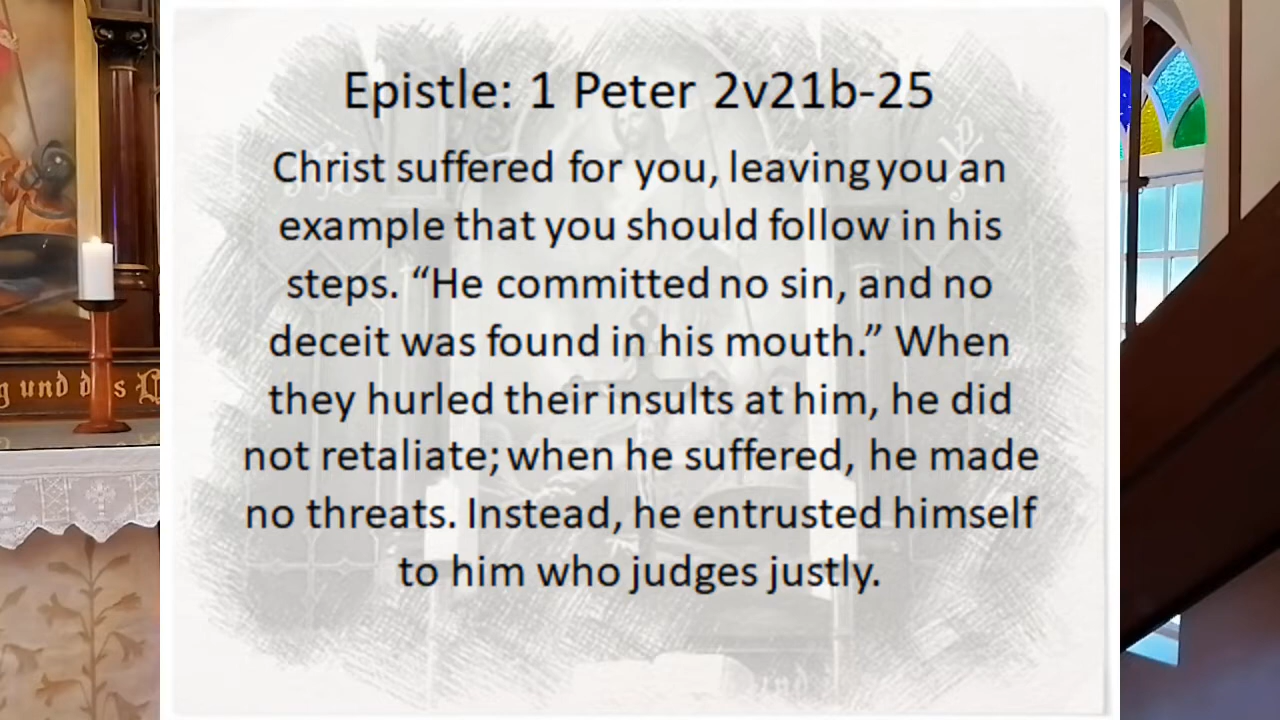 Epistle: 1 Peter 2v21b-25
Christ suffered for you, leaving you an
example that you should follow in his
steps. “He committed no sin, and no
deceit was found in his mouth.” When
they hurled their insults at him, he did
not retaliate; when he suffered, he made
no threats. Instead, he entrusted himself
to him who judges justly.
und